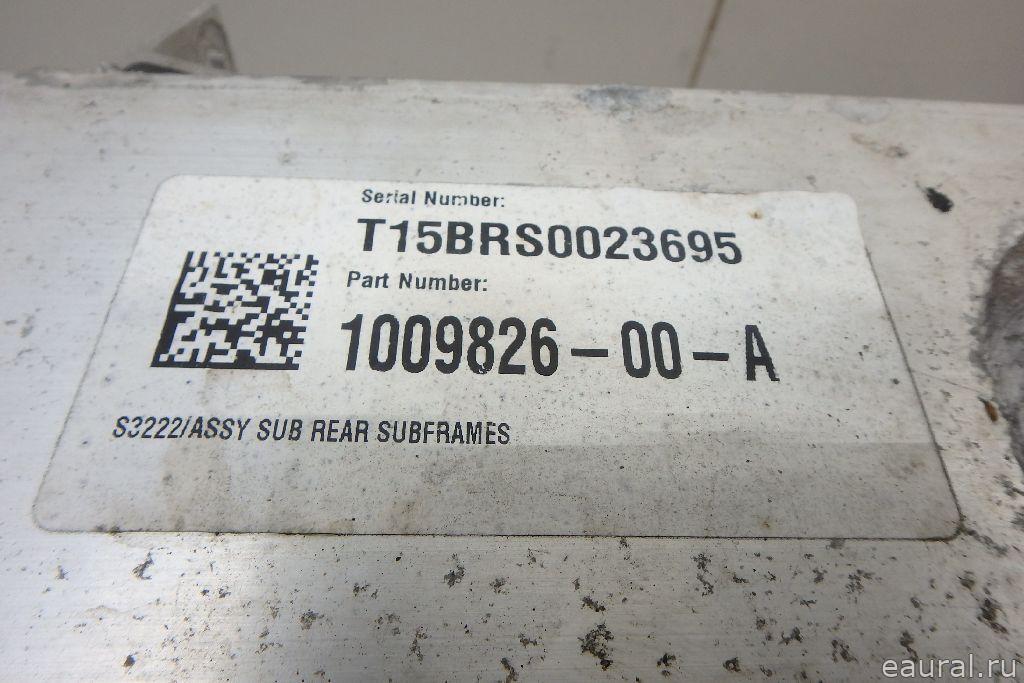 Serial Number:
T15BRS0023695
Part Number:
1009826-00-A
S3222/ASSY SUB REAR SUBFRAMES
eaural.ru